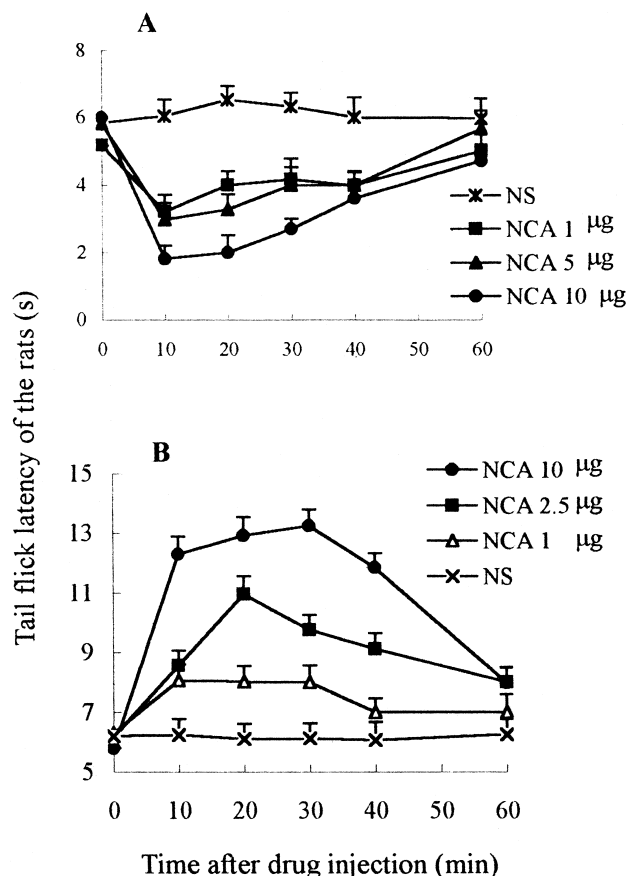 A
8
6
4
2
0
0 10 20 30 40 60
NS
NCA 1 µg
NCA 5 µg
NCA 10 µg
Tail flick latency of the rats (s)
B
15
13
11
9
7
5
0 10 20 30 40 60
NCA 10 µg
NCA 2.5 µg
NCA 1 µg
NS
Time after drug injection (min)